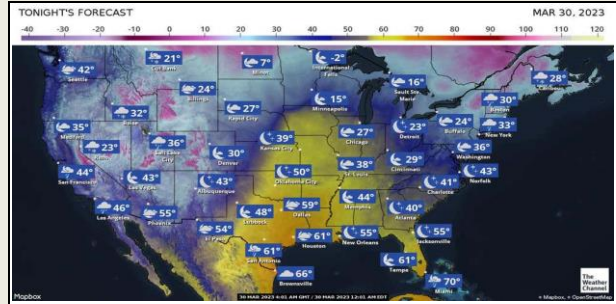 TONIGHT'S FORECAST
MAR 30, 2023
-40 -30 -20 -10 0 10 20 30 40 50 60 70 80 90 100 110 120
42°
Seattle
21°
7°
Minot
-2°
International
Falls
28°
Caribou
24°
Billings
16°
Sault Ste
Marie
32°
Boise
27°
Rapid City
15°
Minneapolis
30°
35°
Medford
23°
Detroit
24°
Buffalo
33°
New York
23°
Reno
36°
Salt Lake
City
39°
Kansas City
27°
Chicago
36°
Washington
30°
Denver
44°
San Francisco
43°
Las Vegas
43°
Albuquerque
50°
Oklahoma City
38°
St. Louis
29°
Cincinnati
43°
Norfolk
41°
Charlotte
46°
Los Angeles
55°
Phoenix
48°
Lubbock
59°
Dallas
44°
Memphis
40°
Atlanta
54°
El Paso
61°
Houston
55°
New Orleans
55°
Jacksonville
61°
San Antonio
66°
Brownsville
61°
Tampa
70°
Miami
The
Weather
Channel
Mapbox
30 MAR 2023 4:01 AM GMT / 30 MAR 2023 12:01 AM EDT
© Mapbox, © OpenStreetMap